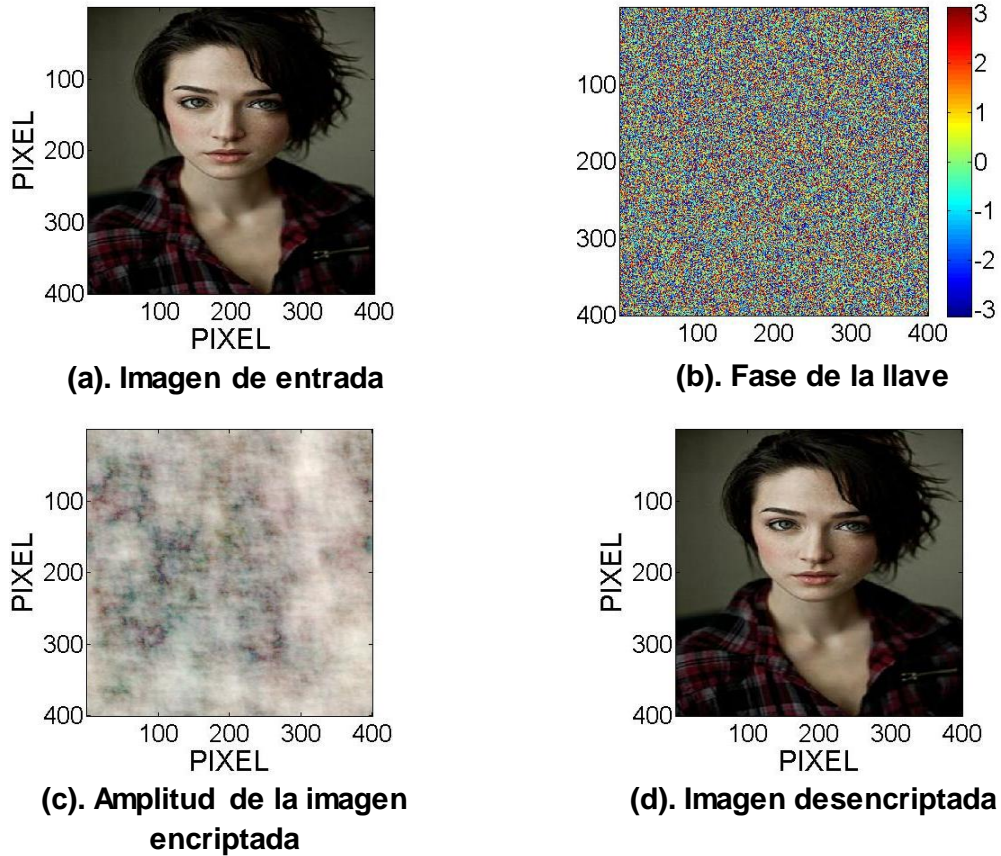 PIXEL
100
200
300
400
100 200 300 400
PIXEL
(a). Imagen de entrada
100
200
300
400
100 200 300 400
3
2
1
0
-1
-2
-3
(b). Fase de la llave
PIXEL
100
200
300
400
100 200 300 400
PIXEL
(c). Amplitud de la imagen
encriptada
PIXEL
100
200
300
400
100 200 300 400
PIXEL
(d). Imagen desencriptada